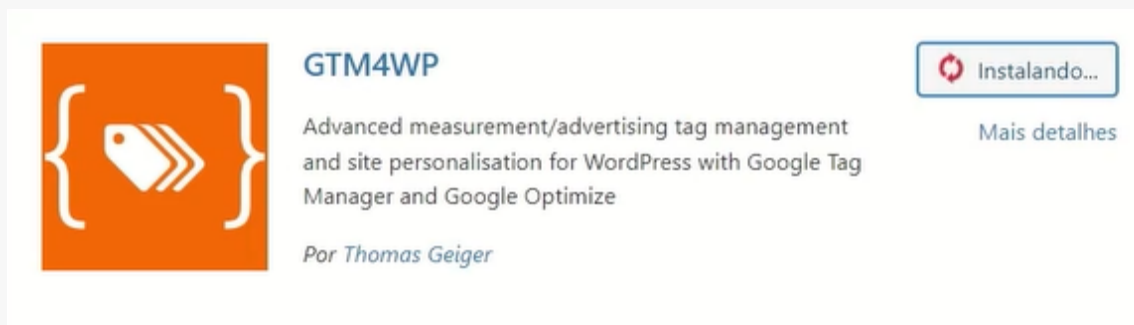 GTM4WP
Instalando...
Advanced measurement/advertising tag management
and site personalisation for WordPress with Google Tag
Manager and Google Optimize
Mais detalhes
Por Thomas Geiger